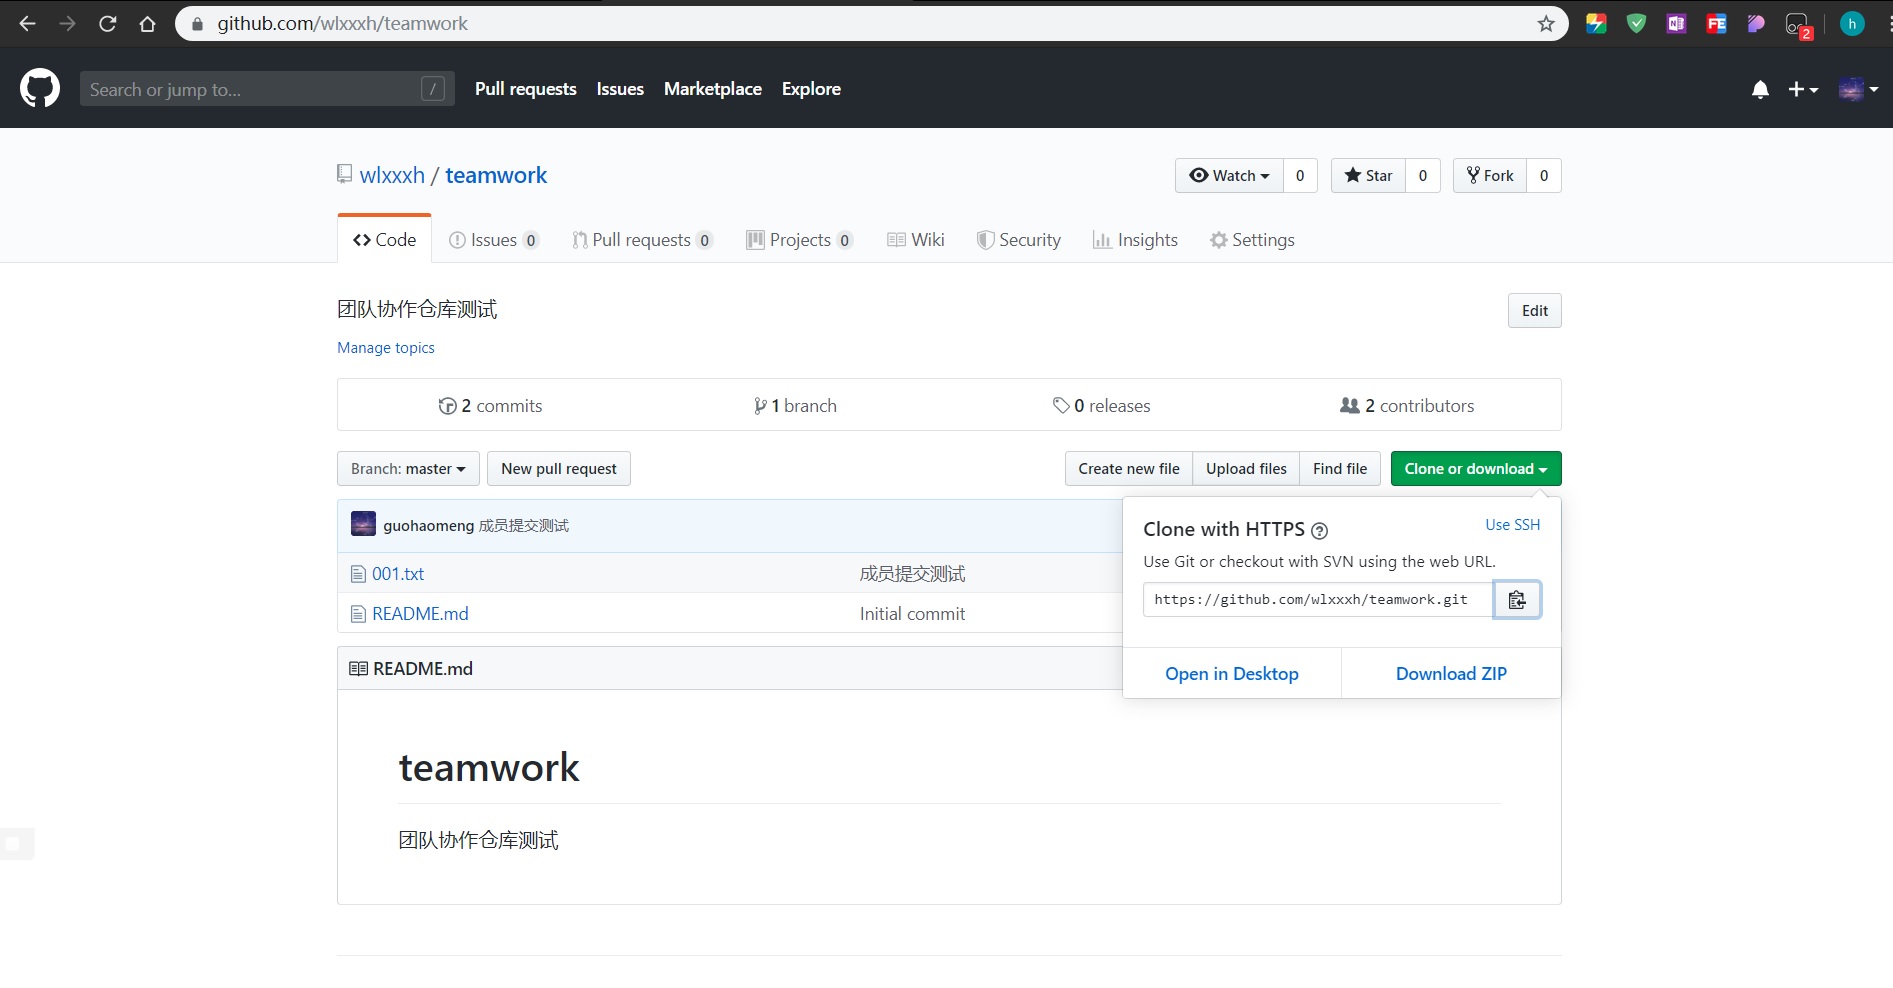 github.com/wlxxxh/teamwork
N
FE
2
h
Search or jump to...
/
Pull requests
Issues
Marketplace
Explore
wlxxxh / teamwork
Watch 0
Star 0
Fork 0
Code
Issues 0
Pull requests 0
Projects 0
Wiki
Security
Insights
Settings
团队协作仓库测试
Edit
Manage topics
2 commits
1 branch
0 releases
2 contributors
Branch: master
New pull request
Create new file
Upload files
Find file
Clone or download
guohaomeng 成员提交测试
001.txt
成员提交测试
README.md
Initial commit
Clone with HTTPS ?
Use SSH
Use Git or checkout with SVN using the web URL.
https://github.com/wlxxxh/teamwork.git
Open in Desktop
Download ZIP
README.md
teamwork
团队协作仓库测试